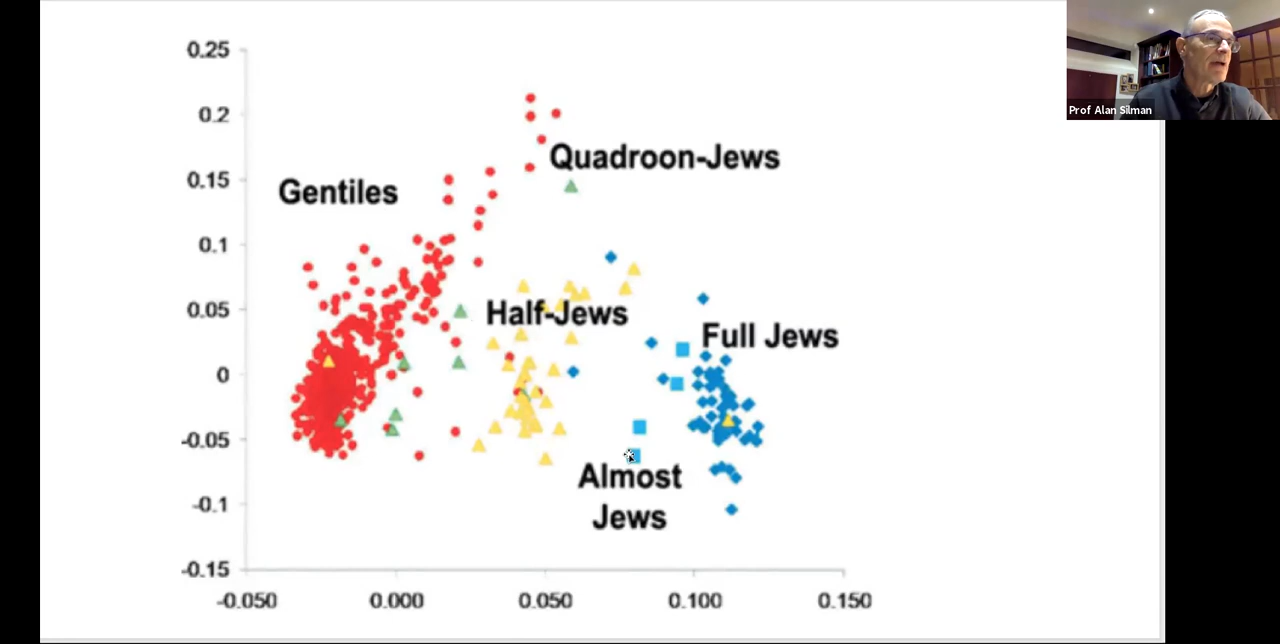 Prof Alan Silman
0.25
0.2
Quadroon-Jews
0.15
Gentiles
0.1
0.05
Half-Jews
Full Jews
0
-0.05
Almost
Jews
-0.1
-0.15
-0.050
0.000
0.050
0.100
0.150